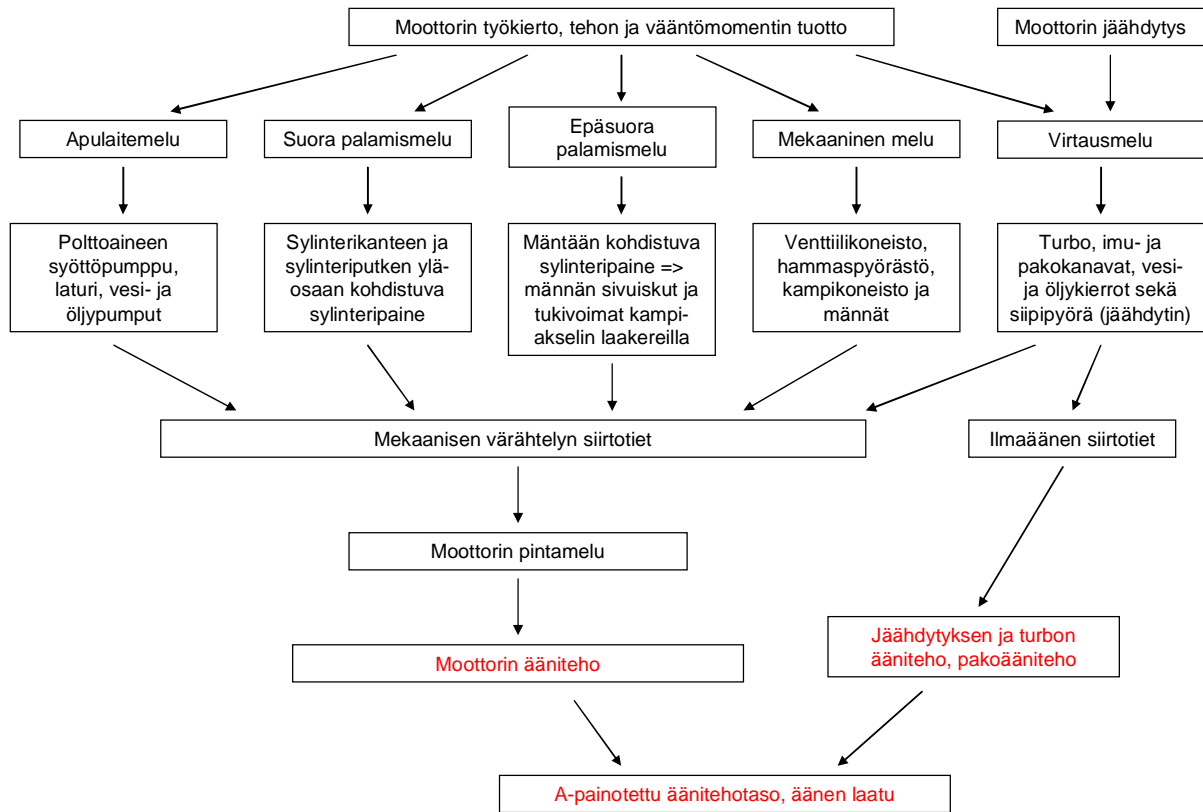 Moottorin työkierto, tehon ja vääntömomentin tuotto
Moottorin jäähdytys
Apulaitemelu
Suora palamismelu
Epäsuora
palamismelu
Mekaaninen melu
Virtausmelu
Polttoaineen
syöttöpumppu,
laturi, vesi- ja
öljypumput
Sylinterikanteen ja
sylinteriputken ylä-
osaan kohdistuva
sylinteripaine
Mäntään kohdistuva
sylinteripaine =>
männän sivuiskut ja
tukivoimat kampi-
akselin laakereilla
Venttiilikoneisto,
hammaspyörästö,
kampikoneisto ja
männät
Turbo, imu- ja
pakokanavat, vesi-
ja öljykierrot sekä
siipipyörä (jäähdytin)
Mekaanisen värähtelyn siirtotiet
Ilmaäänen siirtotiet
Moottorin pintamelu
Moottorin ääniteho
Jäähdytyksen ja turbon
ääniteho, pakoääniteho
A-painotettu äänitehotaso, äänen laatu